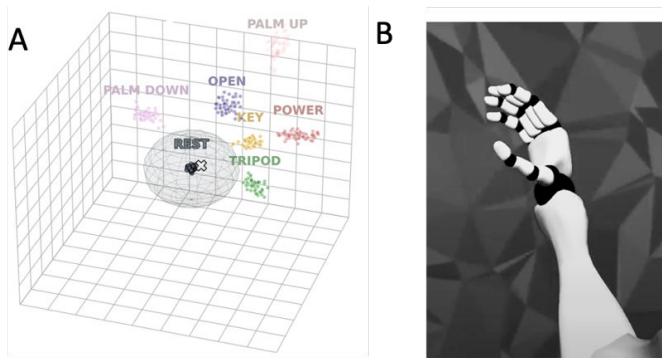 A
B
PALM UP
PALM DOWN
OPEN
KEY
POWER
REST
TRIPOD